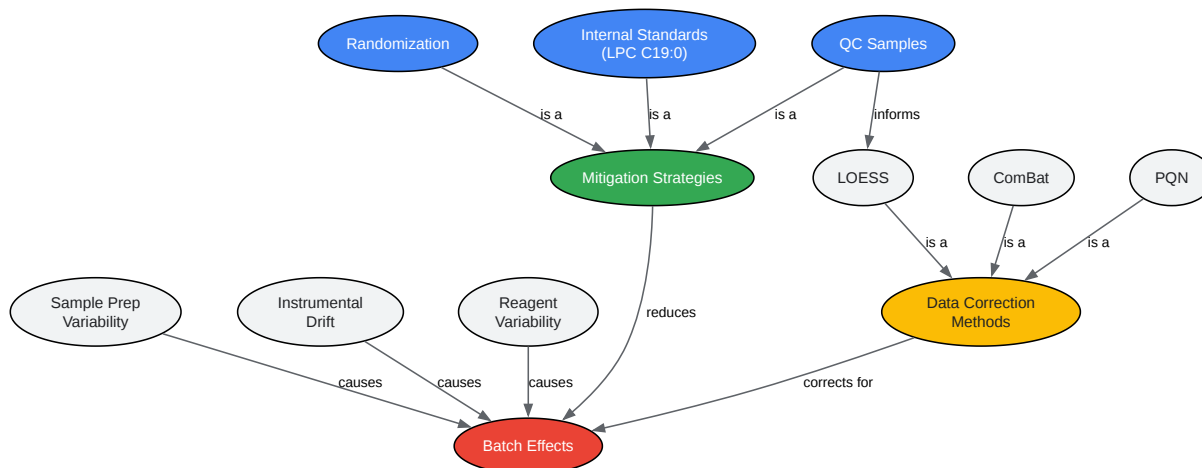 Randomization
Internal Standards
(LPC C19:0)
QC Samples
is a
is a
is a
informs
Mitigation Strategies
LOESS
ComBat
PQN
is a
is a
is a
Sample Prep
Variability
Instrumental
Drift
Reagent
Variability
reduces
Data Correction
Methods
causes
causes
causes
corrects for
Batch Effects